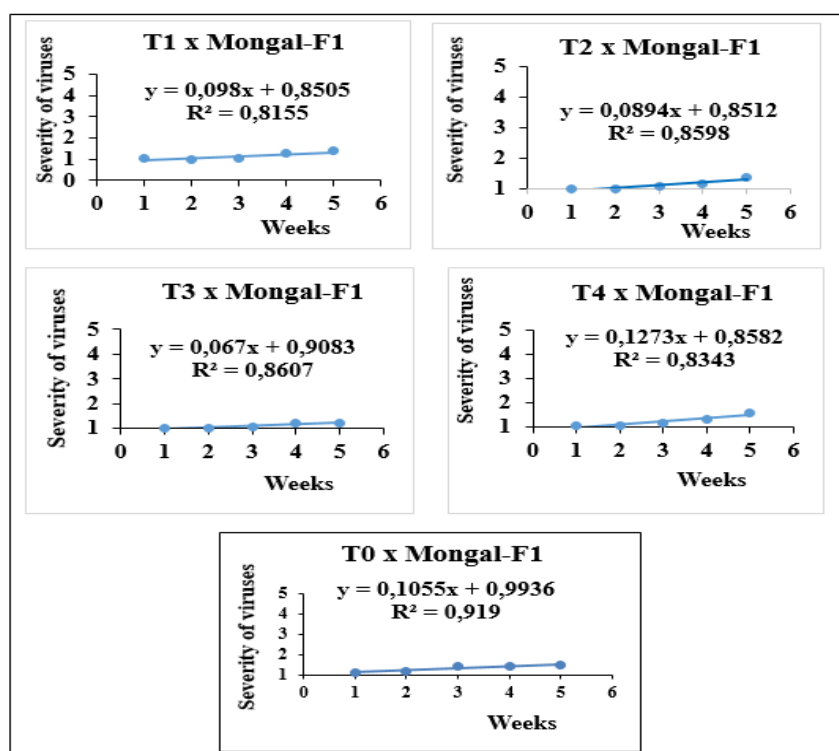 T1 x Mongal-F1
y = 0,098x + 0,8505
R² = 0,8155
Severity of viruses
5
4
3
2
1
0
0 1 2 3 4 5 6
Weeks
T2 x Mongal-F1
y = 0,0894x + 0,8512
R² = 0,8598
Severity of viruses
5
4
3
2
1
0 1 2 3 4 5 6
Weeks
T3 x Mongal-F1
y = 0,067x + 0,9083
R² = 0,8607
Severity of viruses
5
4
3
2
1
0 1 2 3 4 5 6
Weeks
T4 x Mongal-F1
y = 0,1273x + 0,8582
R² = 0,8343
Severity of viruses
5
4
3
2
1
0 1 2 3 4 5 6
Weeks
T0 x Mongal-F1
y = 0,1055x + 0,9936
R² = 0,919
Severity of viruses
5
4
3
2
1
0 1 2 3 4 5 6
Weeks